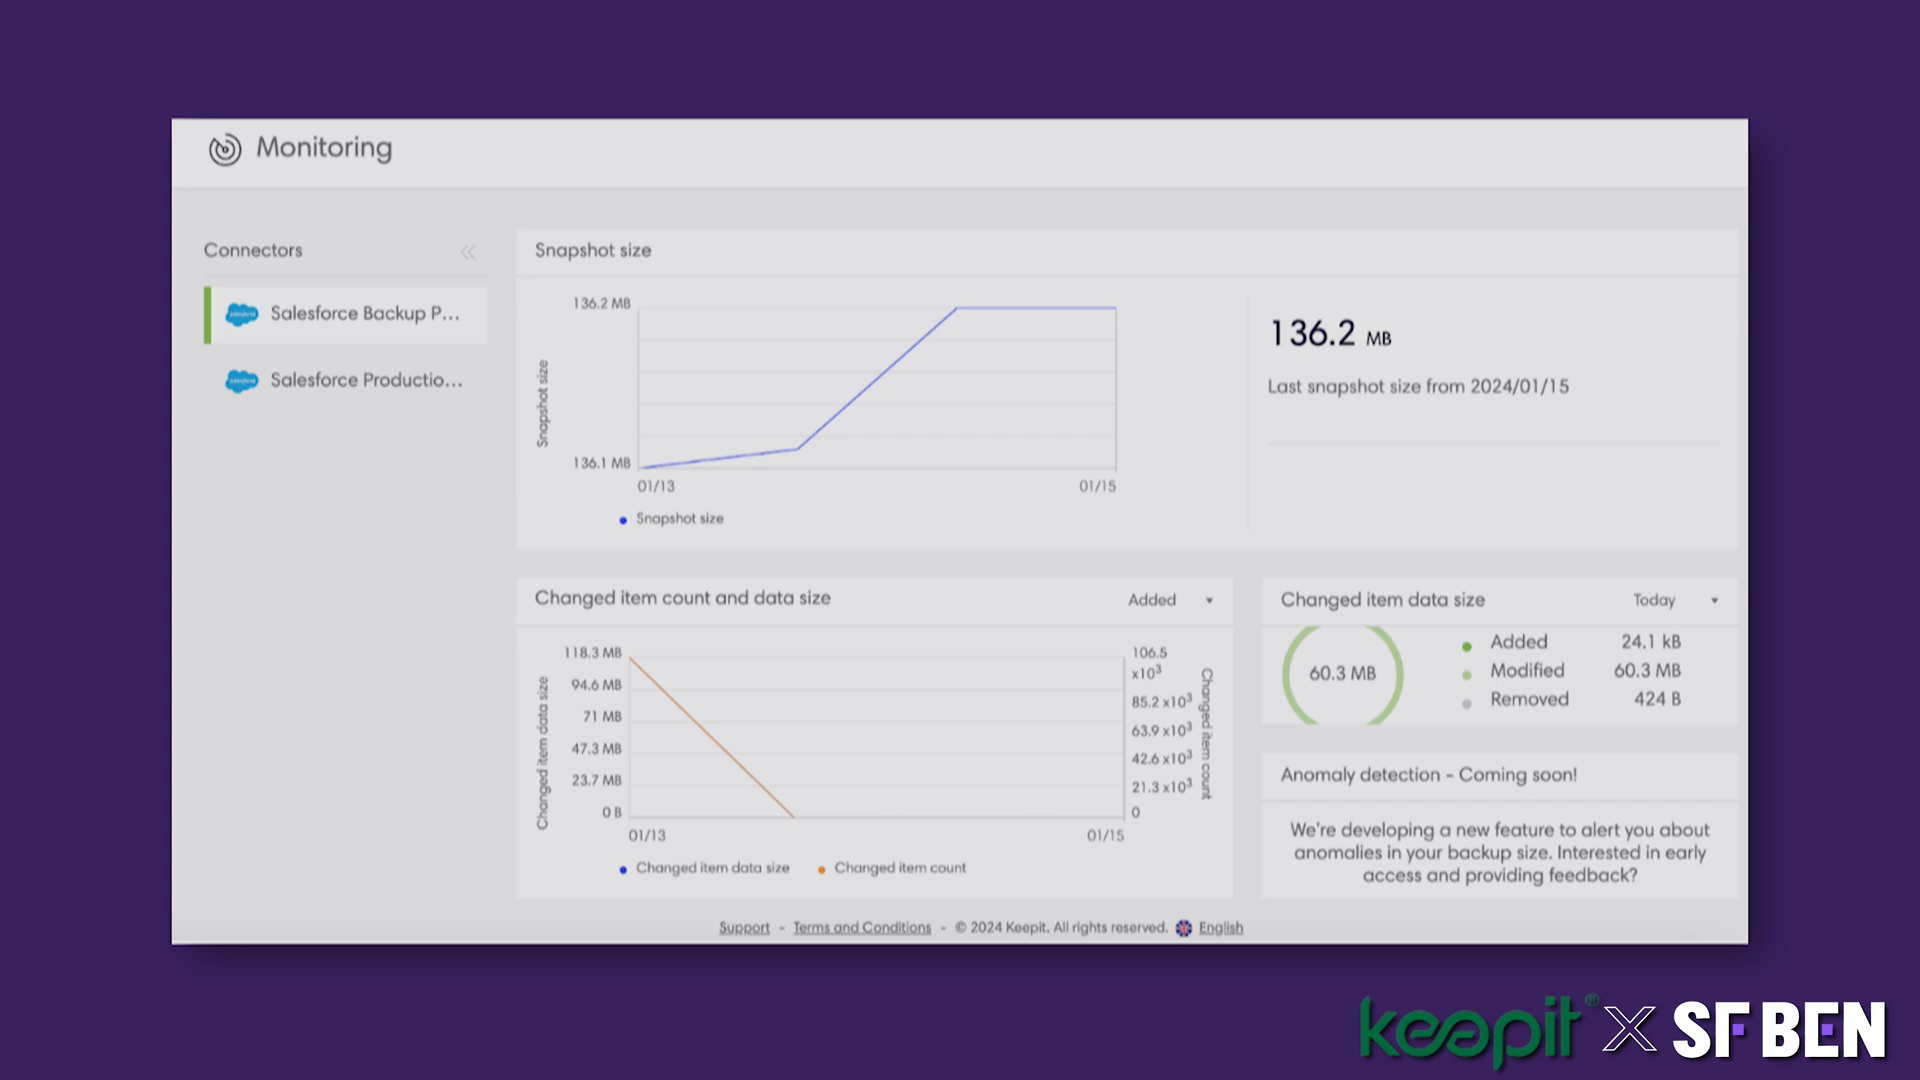 Monitoring
Connectors
Salesforce Backup P...
Salesforce Productio...
Snapshot size
136.2 MB
136.1 MB
Snapshot size
01/13
01/15
Snapshot size
136.2 MB
Last snapshot size from 2024/01/15
Changed item count and data size
Added
118.3 MB
94.6 MB
71 MB
47.3 MB
23.7 MB
0 B
Changed item data size
106.5
x10³
85.2 x10³
63.9 x10³
42.6 x10³
21.3 x10³
0
Changed item count
01/13
01/15
Changed item data size
Changed item count
Changed item data size
Today
60.3 MB
Added 24.1 kB
Modified 60.3 MB
Removed 424 B
Anomaly detection - Coming soon!
We're developing a new feature to alert you about
anomalies in your backup size. Interested in early
access and providing feedback?
Support - Terms and Conditions - © 2024 Keepit. All rights reserved. English
keepit X SF BEN